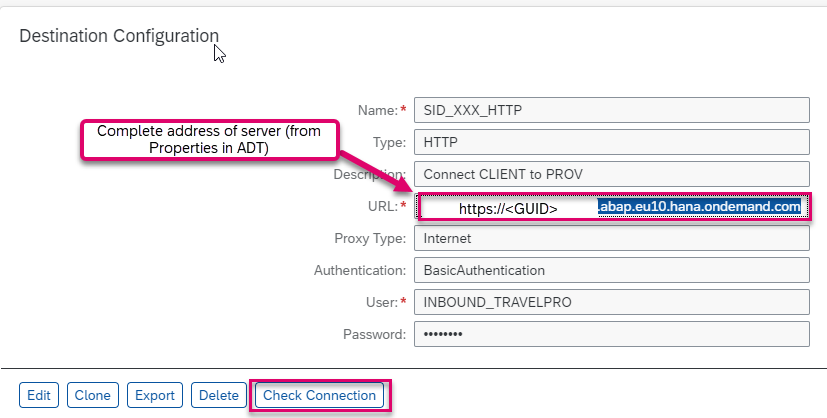 Destination Configuration
Name:* SID_XXX_HTTP
Complete address of server (from
Properties in ADT)
Type: HTTP
Description: Connect CLIENT to PROV
URL:* https://<GUID> .abap.eu10.hana.ondemand.com
Proxy Type: Internet
Authentication: BasicAuthentication
User:* INBOUND_TRAVELPRO
Password: ••••••••
Edit Clone Export Delete Check Connection